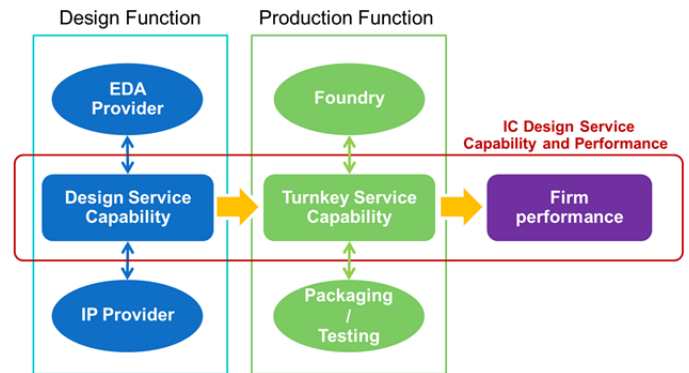 Design Function
Production Function
EDA
Provider
Foundry
IC Design Service
Capability and Performance
Design Service
Capability
Turnkey Service
Capability
Firm
performance
IP Provider
Packaging
/
Testing